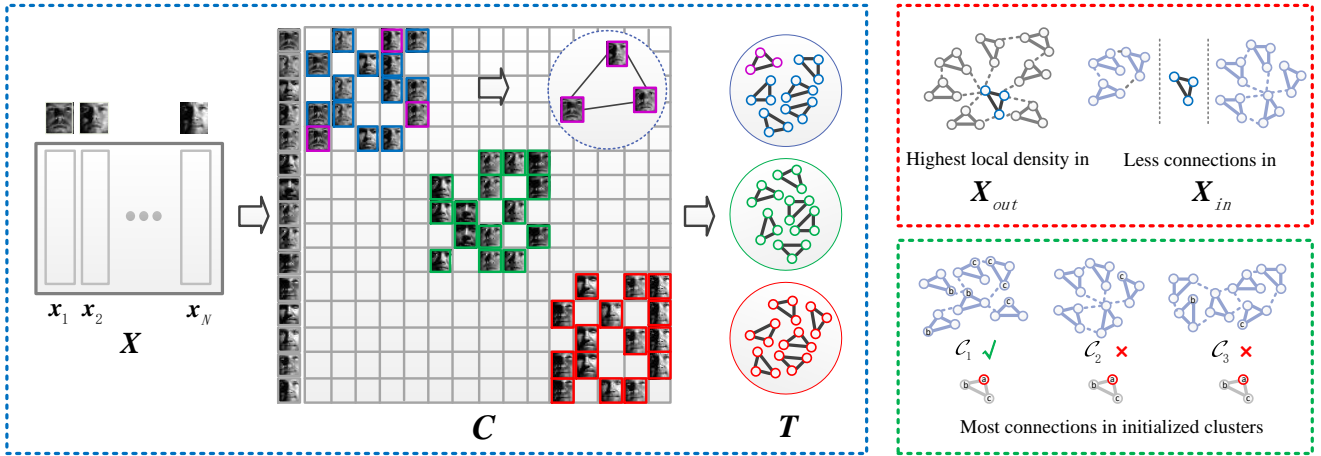 x1 x2 xN
X
C
T
Highest local density in
Xout
Less connections in
Xin
c c c b b c c b
c
b c
C1 C2 C3
b a c
b a c
b a c
Most connections in initialized clusters